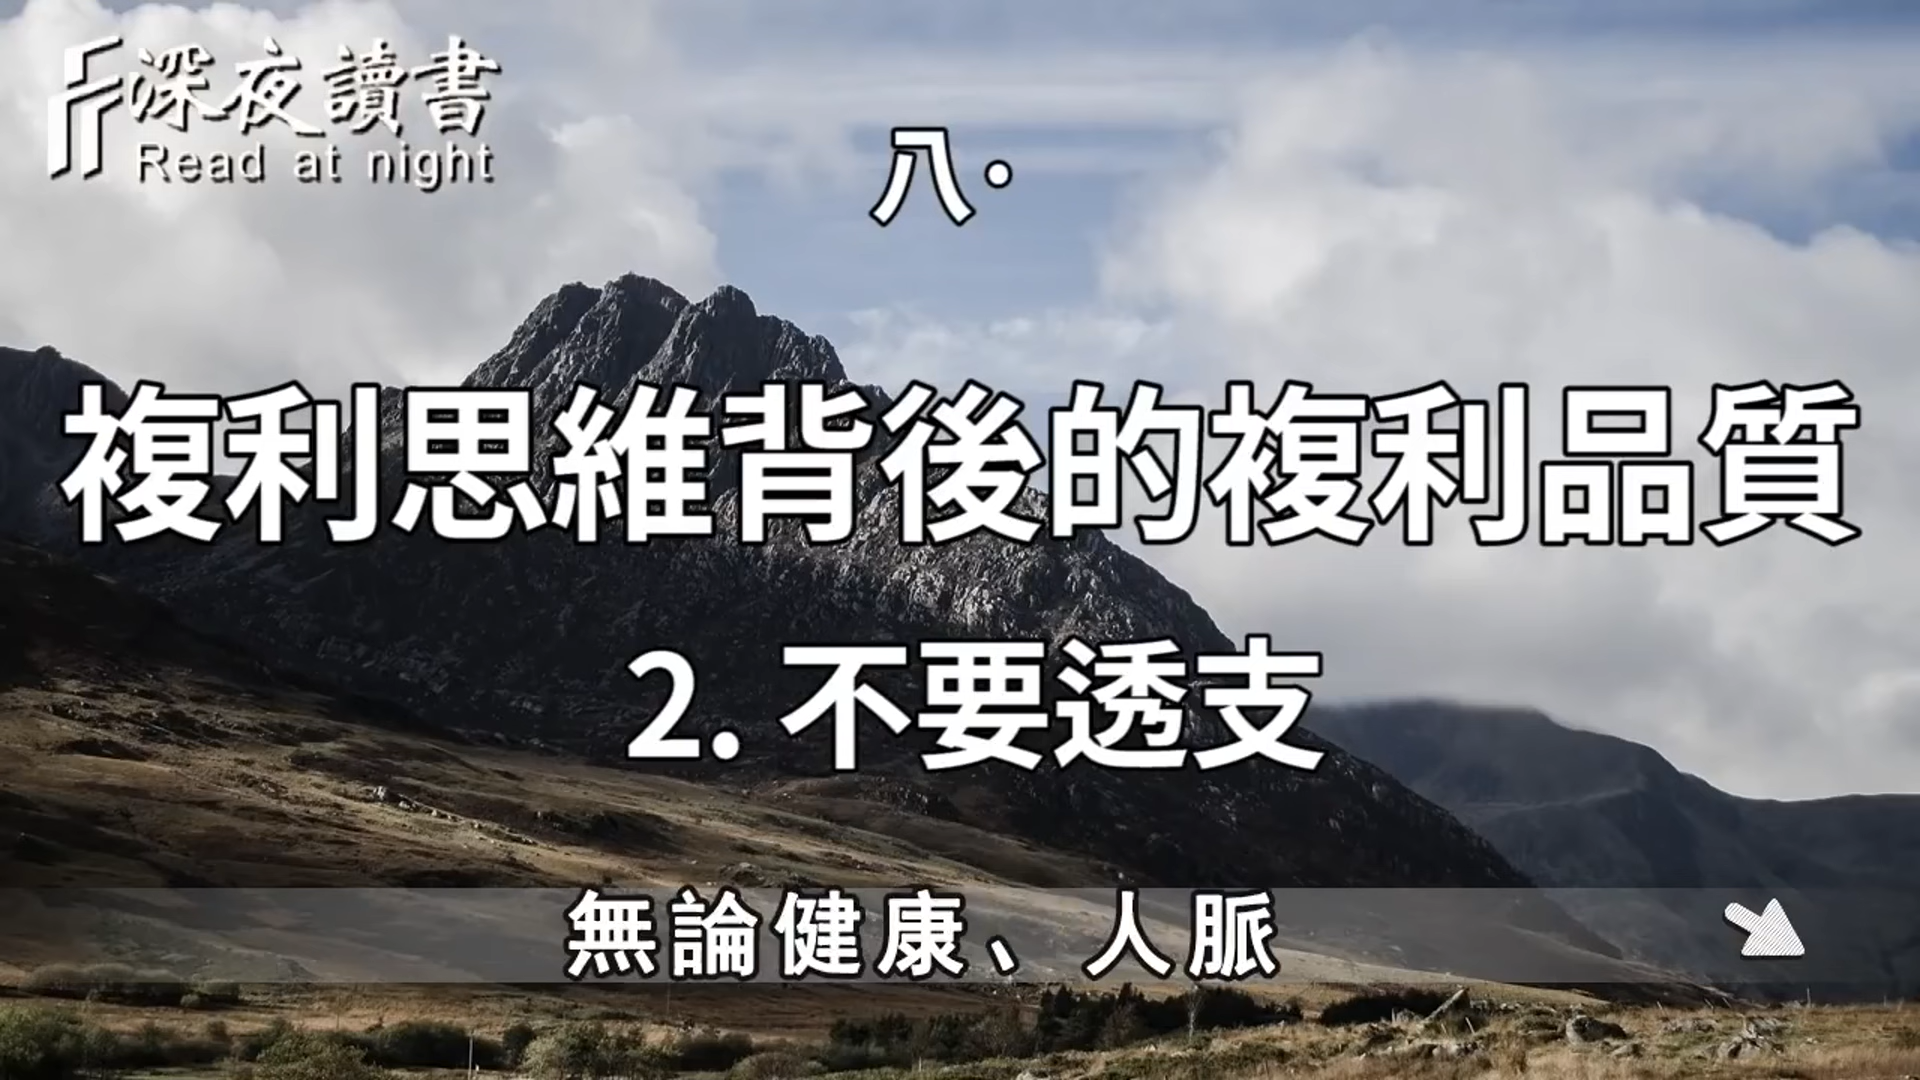 深夜讀書
Read at night
八·
複利思維背後的複利品質
2. 不要透支
無論健康、人脈